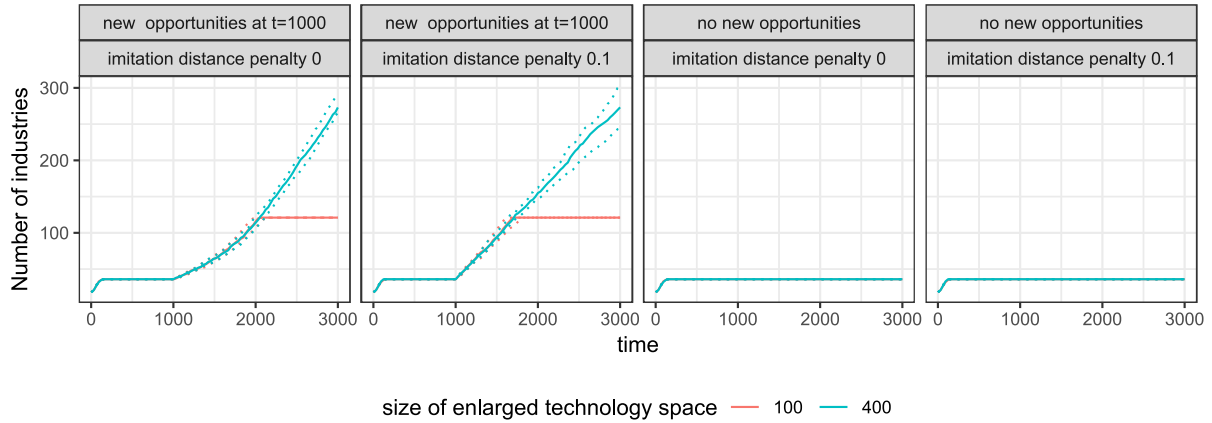 new  opportunities at t=1000
new  opportunities at t=1000
no new opportunities
no new opportunities
imitation distance penalty 0
imitation distance penalty 0.1
imitation distance penalty 0
imitation distance penalty 0.1
Number of industries
300
200
100
0 1000 2000 3000
0 1000 2000 3000
0 1000 2000 3000
0 1000 2000 3000
time
size of enlarged technology space 100 400